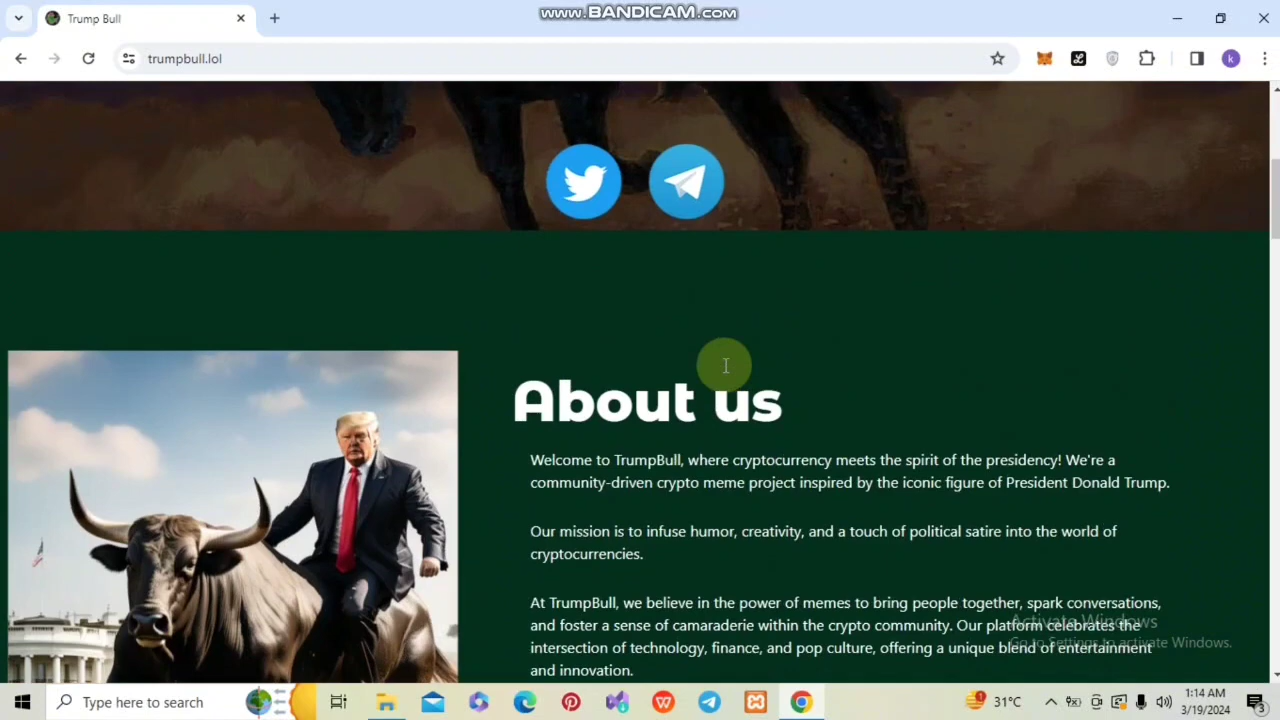 www.BANDICAM.com
Trump Bull
trumpbull.lol
k
About us
Welcome to TrumpBull, where cryptocurrency meets the spirit of the presidency! We're a
community-driven crypto meme project inspired by the iconic figure of President Donald Trump.
Our mission is to infuse humor, creativity, and a touch of political satire into the world of
cryptocurrencies.
At TrumpBull, we believe in the power of memes to bring people together, spark conversations,
and foster a sense of camaraderie within the crypto community. Our platform celebrates the
intersection of technology, finance, and pop culture, offering a unique blend of entertainment
and innovation.
Activate Windows
Go to Settings to activate Windows.
Type here to search
1
31°C
1:14 AM
3/19/2024
3